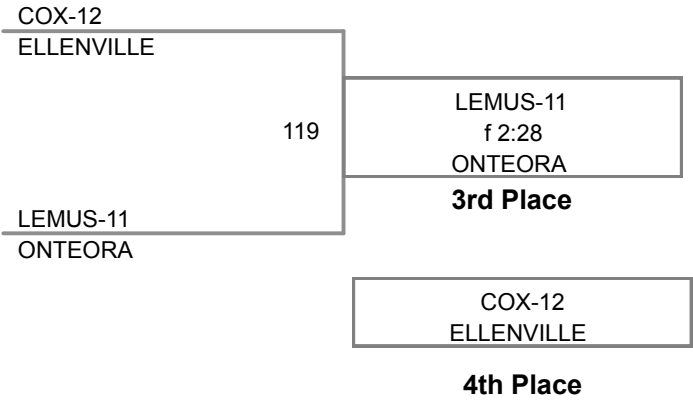 COX-12
ELLENVILLE
119
LEMUS-11
f 2:28
ONTEORA
3rd Place
LEMUS-11
ONTEORA
COX-12
ELLENVILLE
4th Place